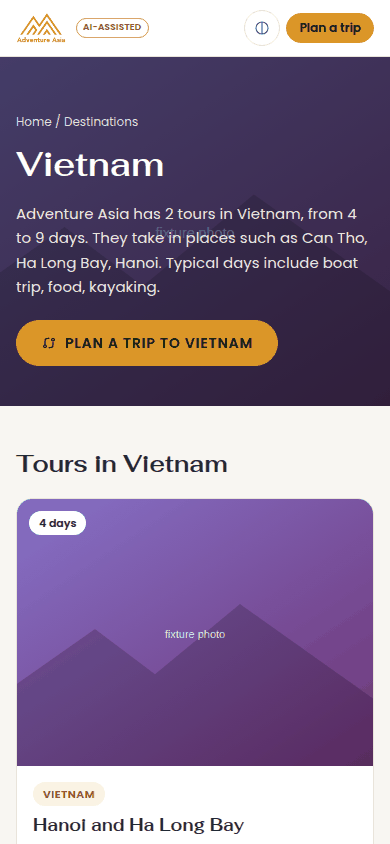 Adventure Asia
AI-ASSISTED
Plan a trip
Home / Destinations
Vietnam
Adventure Asia has 2 tours in Vietnam, from 4
to 9 days. They take in places such as Can Tho,
fixture photo
Ha Long Bay, Hanoi. Typical days include boat
trip, food, kayaking.
PLAN A TRIP TO VIETNAM
Tours in Vietnam
4 days
fixture photo
VIETNAM
Hanoi and Ha Long Bay